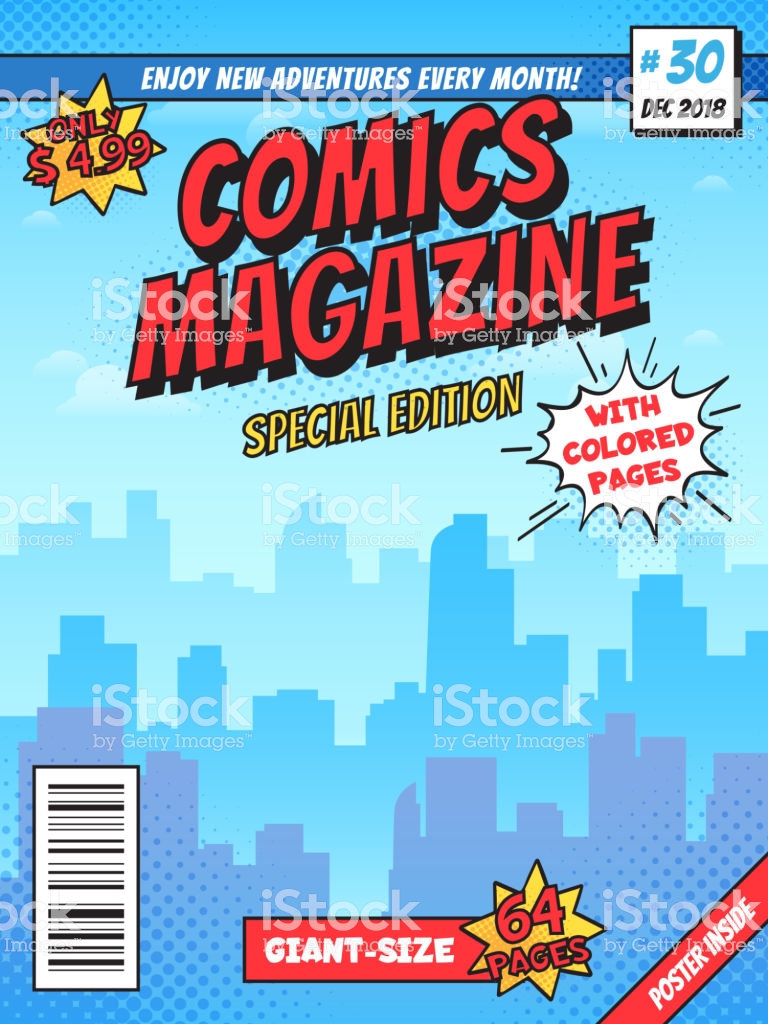 ENJOY NEW ADVENTURES EVERY MONTH!
# 30
DEC 2018
ONLY
$ 4.99
COMICS
MAGAZINE
SPECIAL EDITION
WITH
COLORED
PAGES
GIANT-SIZE
64
PAGES
POSTER INSIDE
iStock
by Getty Images™